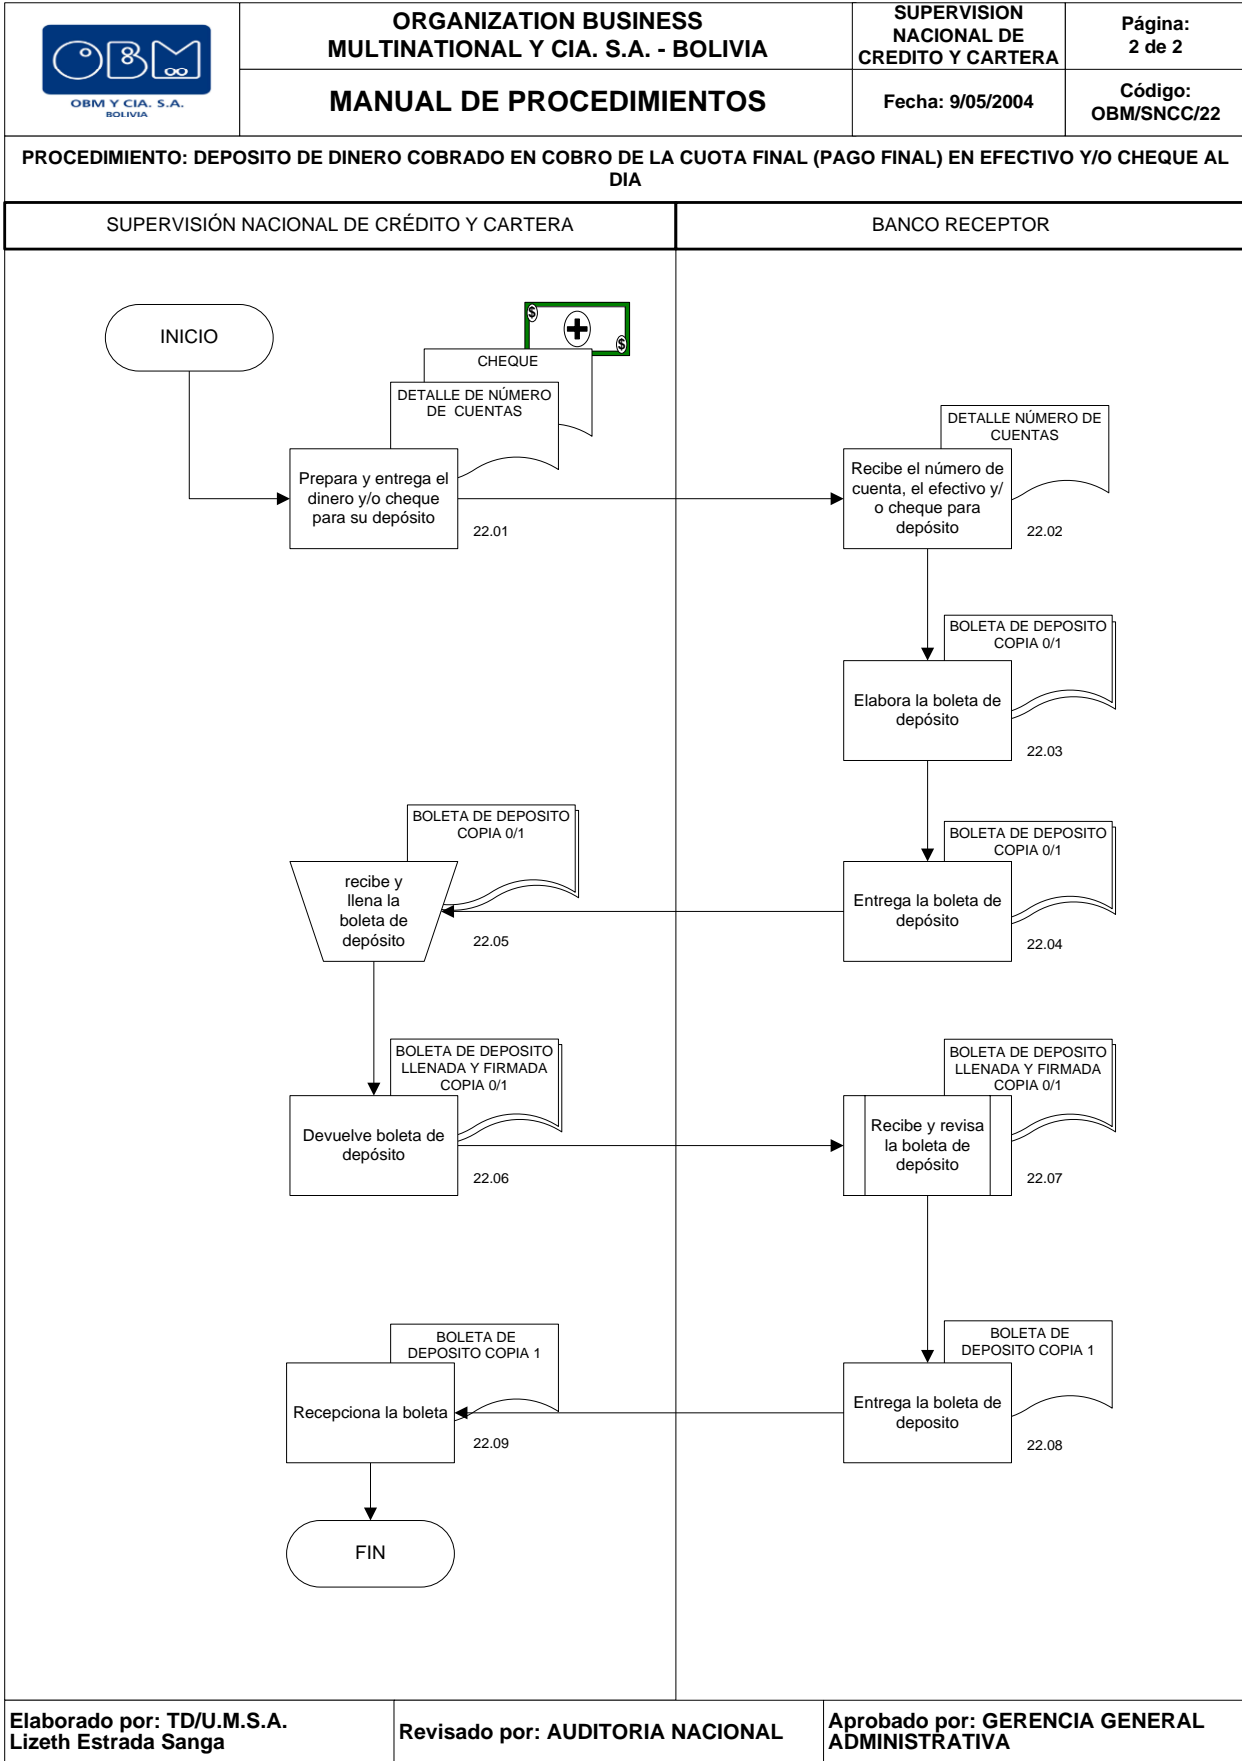 OBM
OBM Y CIA. S.A.
BOLIVIA
ORGANIZATION BUSINESS
MULTINATIONAL Y CIA. S.A. - BOLIVIA
SUPERVISION
NACIONAL DE
CREDITO Y CARTERA
Página:
2 de 2
MANUAL DE PROCEDIMIENTOS
Fecha: 9/05/2004
Código:
OBM/SNCC/22
PROCEDIMIENTO: DEPOSITO DE DINERO COBRADO EN COBRO DE LA CUOTA FINAL (PAGO FINAL) EN EFECTIVO Y/O CHEQUE AL
DIA
SUPERVISIÓN NACIONAL DE CRÉDITO Y CARTERA
BANCO RECEPTOR
INICIO
$
$
CHEQUE
DETALLE DE NÚMERO
DE CUENTAS
Prepara y entrega el
dinero y/o cheque
para su depósito
22.01
DETALLE NÚMERO DE
CUENTAS
Recibe el número de
cuenta, el efectivo y/
o cheque para
depósito
22.02
BOLETA DE DEPOSITO
COPIA 0/1
Elabora la boleta de
depósito
22.03
BOLETA DE DEPOSITO
COPIA 0/1
Entrega la boleta de
depósito
22.04
BOLETA DE DEPOSITO
COPIA 0/1
recibe y
llena la
boleta de
depósito
22.05
BOLETA DE DEPOSITO
LLENADA Y FIRMADA
COPIA 0/1
Devuelve boleta de
depósito
22.06
BOLETA DE DEPOSITO
LLENADA Y FIRMADA
COPIA 0/1
Recibe y revisa
la boleta de
depósito
22.07
BOLETA DE
DEPOSITO COPIA 1
Entrega la boleta de
deposito
22.08
BOLETA DE
DEPOSITO COPIA 1
Recepciona la boleta
22.09
FIN
Elaborado por: TD/U.M.S.A.
Lizeth Estrada Sanga
Revisado por: AUDITORIA NACIONAL
Aprobado por: GERENCIA GENERAL
ADMINISTRATIVA